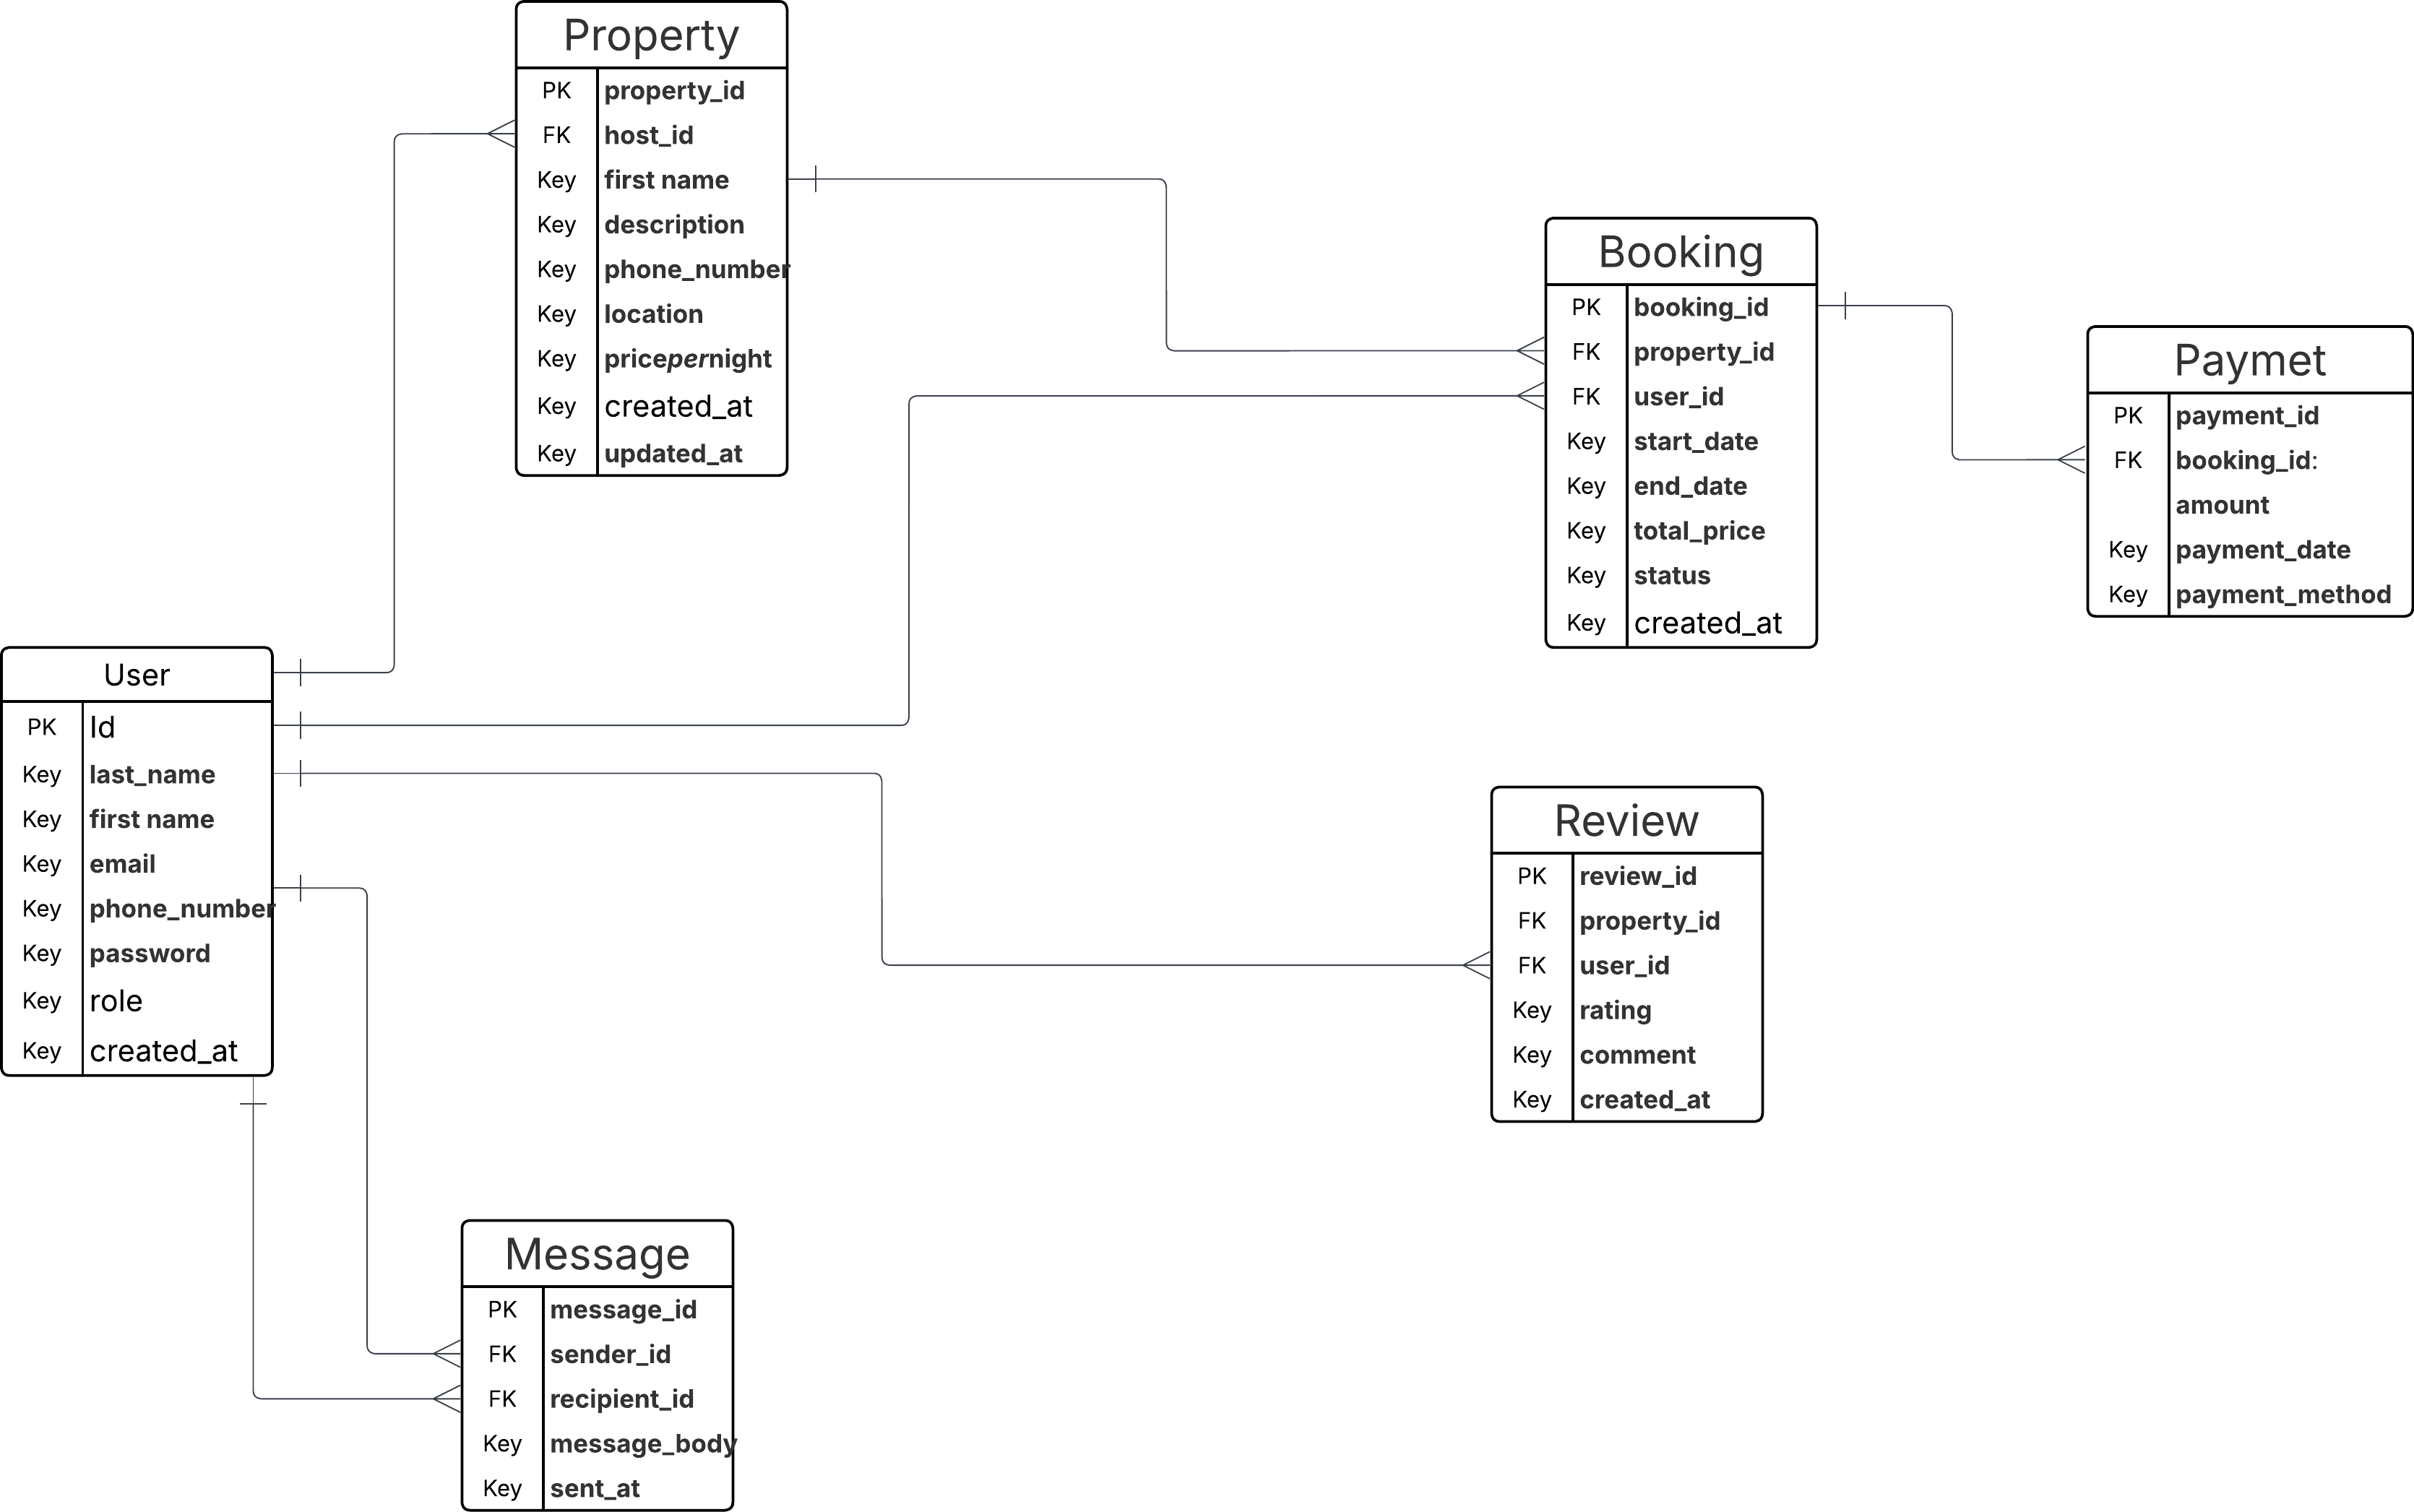 Property
PK property_id
FK host_id
Key first name
Key description
Key phone_number
Key location
Key pricepernight
Key created_at
Key updated_at
Booking
PK booking_id
FK property_id
FK user_id
Key start_date
Key end_date
Key total_price
Key status
Key created_at
Paymet
PK payment_id
FK booking_id:
amount
Key payment_date
Key payment_method
User
PK Id
Key last_name
Key first name
Key email
Key phone_number
Key password
Key role
Key created_at
Review
PK review_id
FK property_id
FK user_id
Key rating
Key comment
Key created_at
Message
PK message_id
FK sender_id
FK recipient_id
Key message_body
Key sent_at